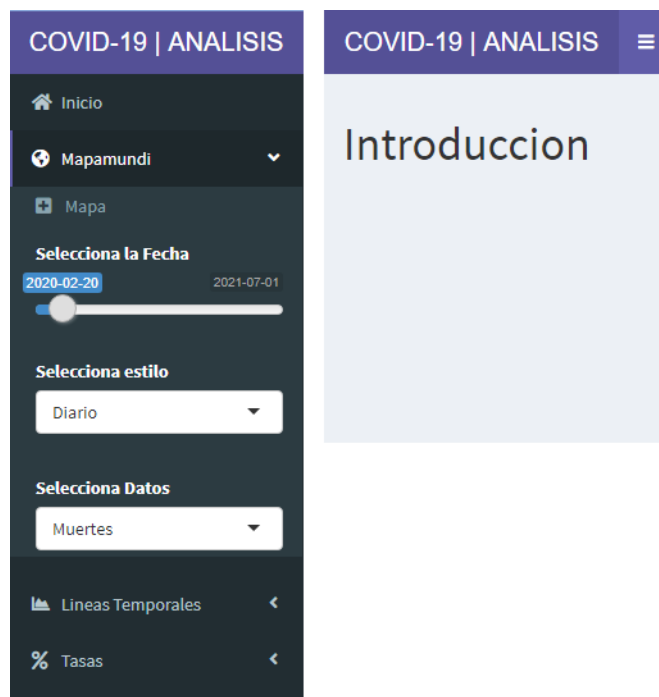 COVID-19 | ANALISIS
Inicio
Mapamundi
Mapa
Selecciona la Fecha
2020-02-20 2021-07-01
Selecciona estilo
Diario
Selecciona Datos
Muertes
Lineas Temporales
Tasas
COVID-19 | ANALISIS
Introduccion